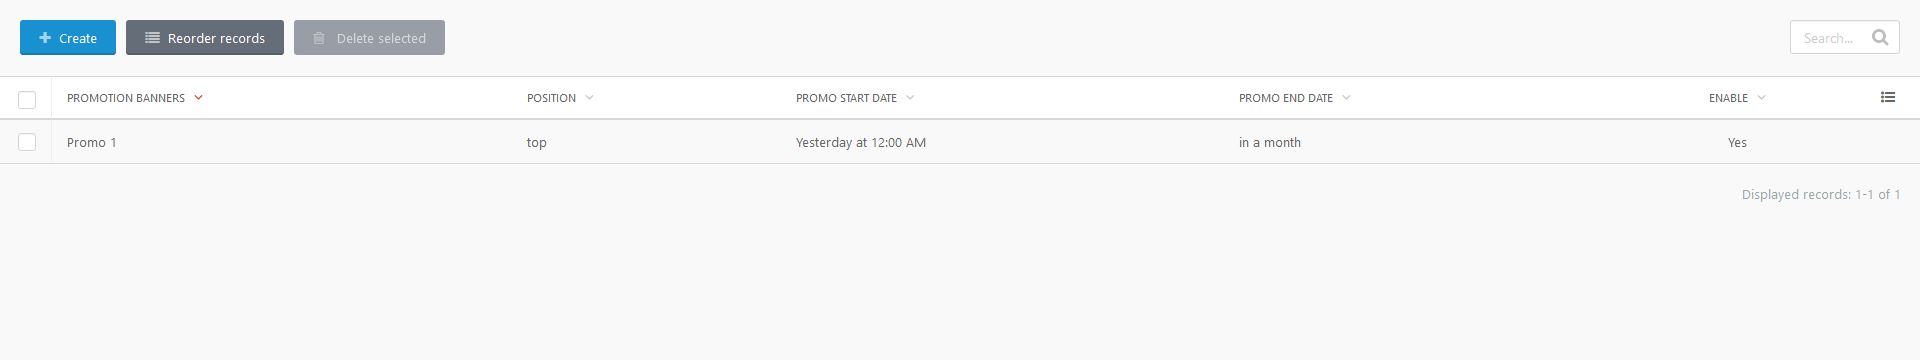 Create Reorder records Delete selected Search...
PROMOTION BANNERS POSITION PROMO START DATE PROMO END DATE ENABLE
Promo 1 top Yesterday at 12:00 AM in a month Yes
Displayed records: 1-1 of 1